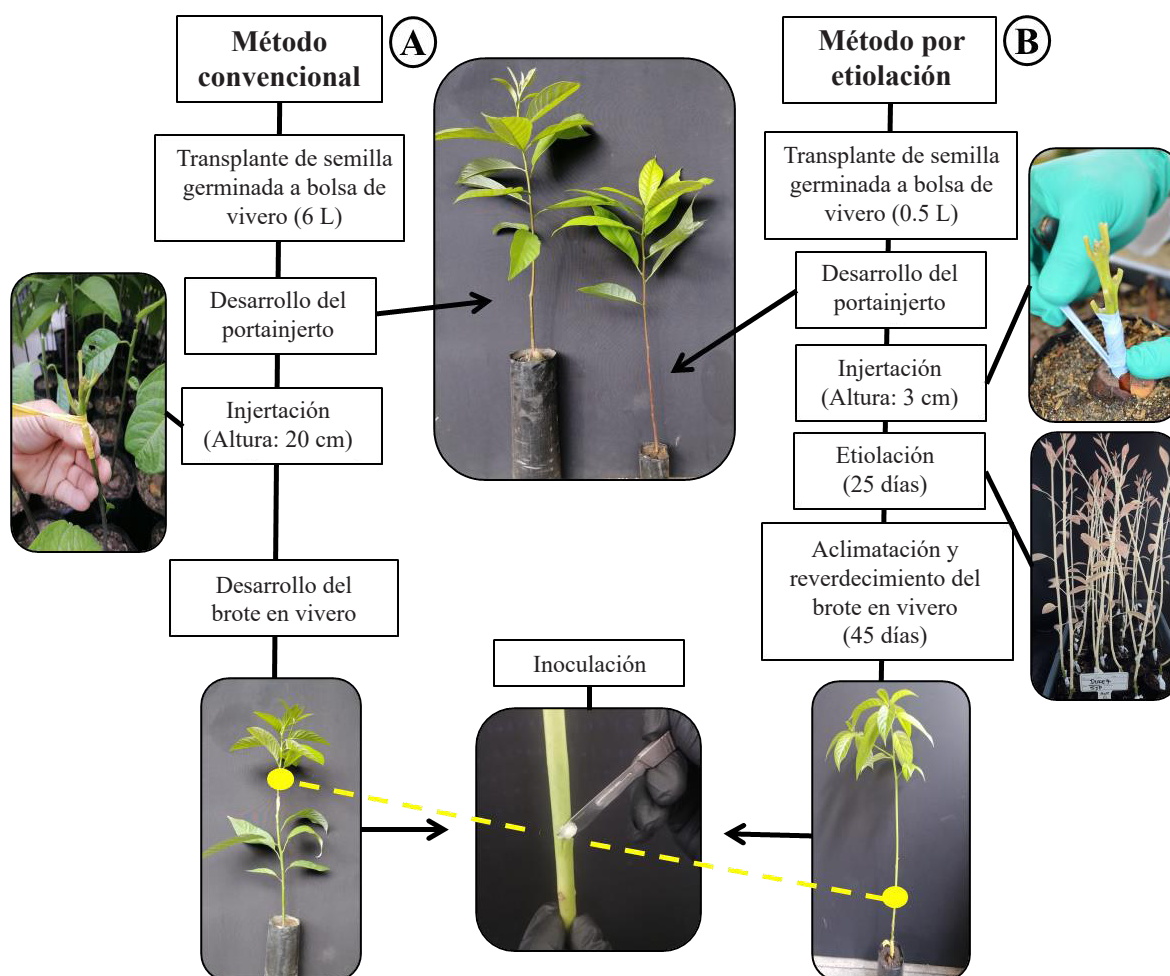 Método
convencional
A
Transplante de semilla
germinada a bolsa de
vivero (6 L)
Desarrollo del
portainjerto
Injertación
(Altura: 20 cm)
Desarrollo del
brote en vivero
Inoculación
Método por
etiolación
B
Transplante de semilla
germinada a bolsa de
vivero (0.5 L)
Desarrollo del
portainjerto
Injertación
(Altura: 3 cm)
Etiolación
(25 días)
Aclimatación y
reverdecimiento del
brote en vivero
(45 días)